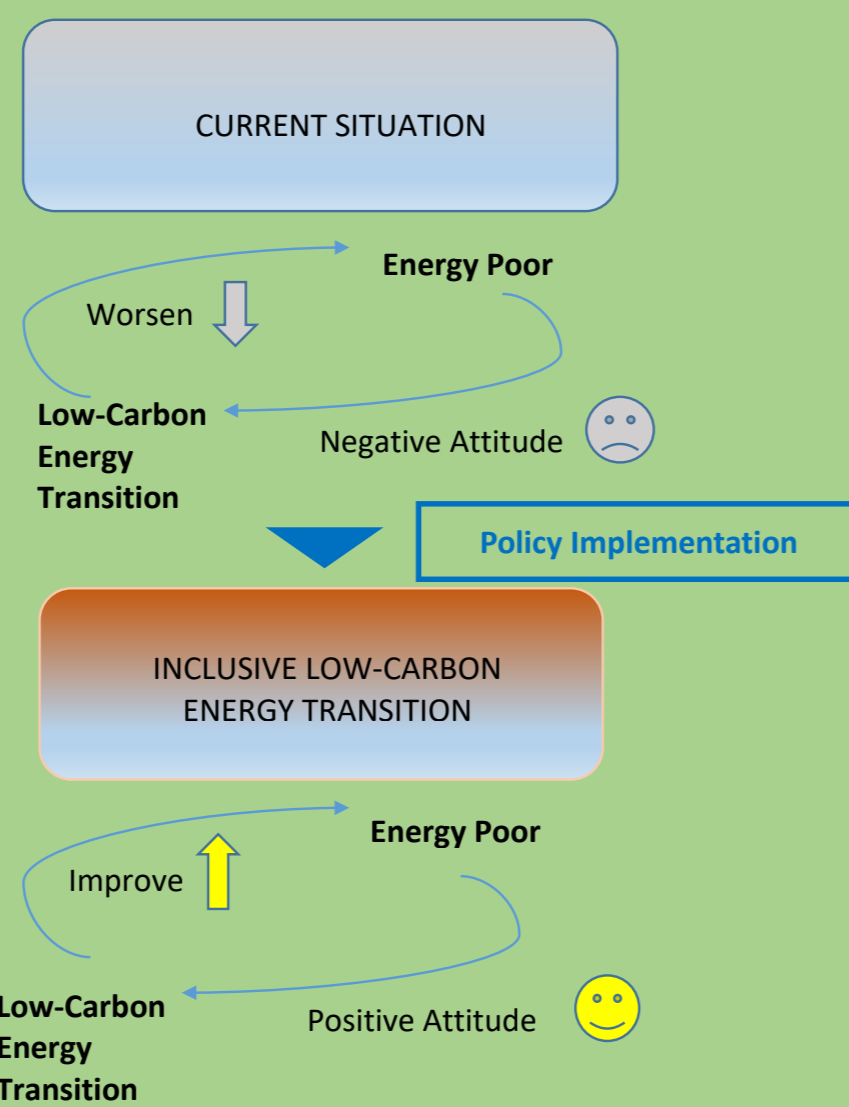 CURRENT SITUATION
Energy Poor
Worsen
Low-Carbon
Energy
Transition
Negative Attitude
Policy Implementation
INCLUSIVE LOW-CARBON
ENERGY TRANSITION
Energy Poor
Improve
Low-Carbon
Energy
Transition
Positive Attitude